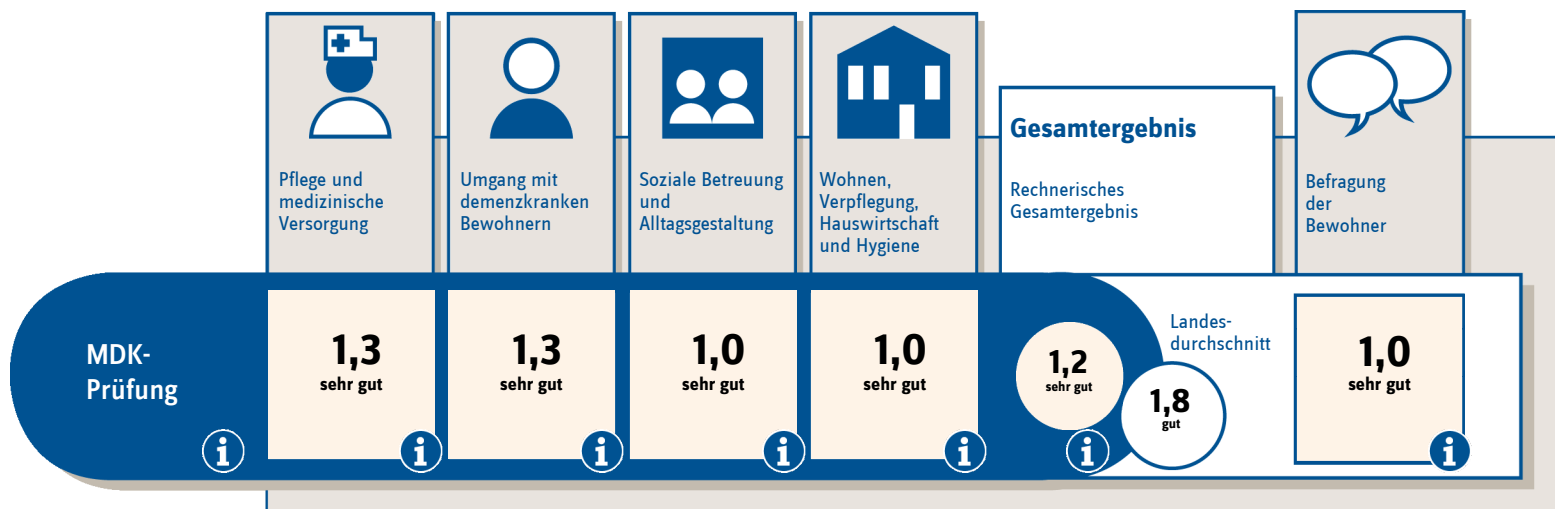 Pflege und
medizinische
Versorgung
Umgang mit
demenzkranken
Bewohnern
Soziale Betreuung
und
Alltagsgestaltung
Wohnen,
Verpflegung,
Hauswirtschaft
und Hygiene
Gesamtergebnis
Rechnerisches
Gesamtergebnis
Befragung
der
Bewohner
MDK-
Prüfung
i
1,3
sehr gut
i
1,3
sehr gut
i
1,0
sehr gut
i
1,0
sehr gut
i
1,2
sehr gut
i
Landes-
durchschnitt
1,8
gut
1,0
sehr gut
i